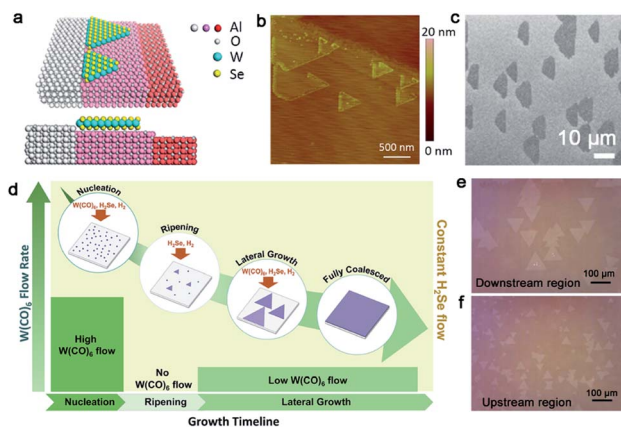 a
Al
O
W
Se
b
20 nm
0 nm
500 nm
c
10 µm
d
W(CO)6 Flow Rate
Nucleation
W(CO)6, H2Se, H2
Ripening
H2Se, H2
Lateral Growth
W(CO)6, H2Se, H2
Fully Coalesced
Constant H2Se flow
High
W(CO)6 flow
No
W(CO)6 flow
Low W(CO)6 flow
Nucleation
Ripening
Lateral Growth
Growth Timeline
e
100 µm
Downstream region
f
100 µm
Upstream region